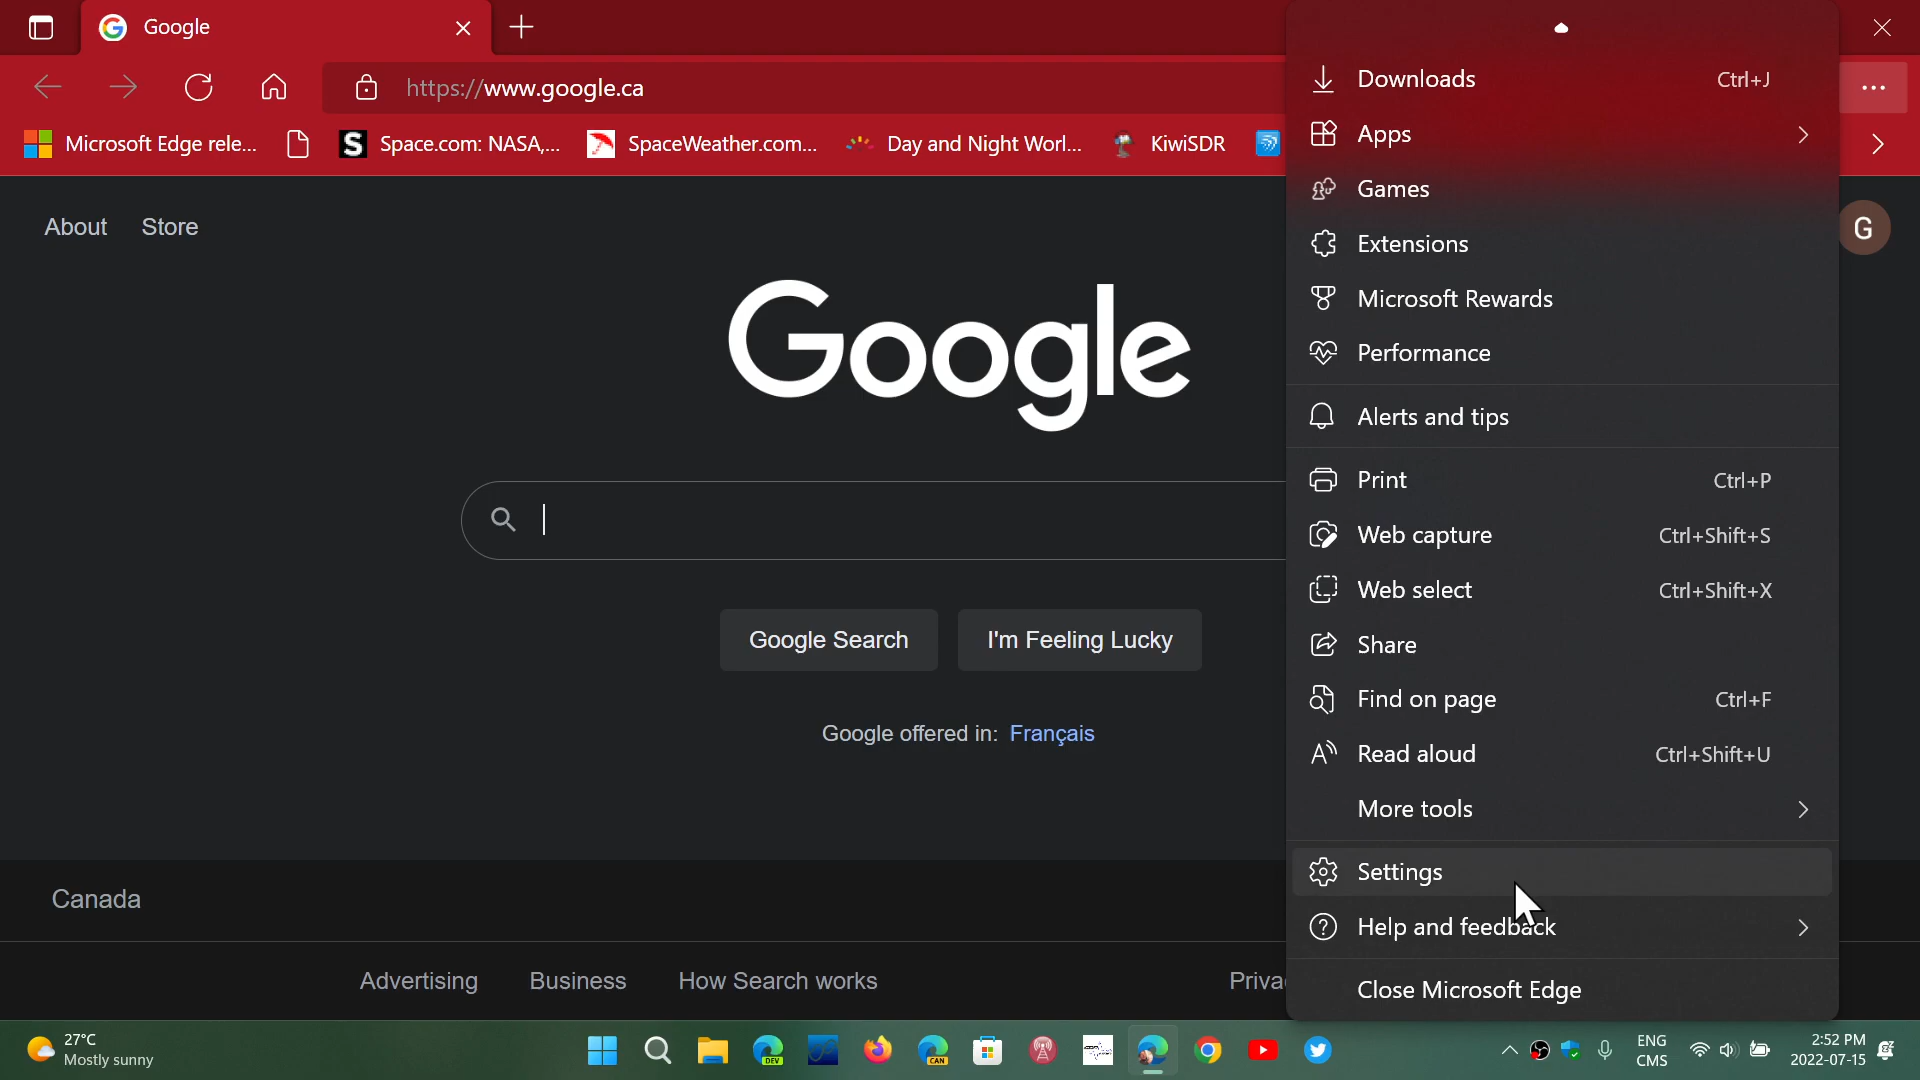 Google
https://www.google.ca
Microsoft Edge rele...
Space.com: NASA,...
SpaceWeather.com...
Day and Night Worl...
KiwiSDR
About
Store
Google
Google Search
I'm Feeling Lucky
Google offered in: Français
Canada
Advertising
Business
How Search works
Priva
G
Downloads Ctrl+J
Apps
Games
Extensions
Microsoft Rewards
Performance
Alerts and tips
Print Ctrl+P
Web capture Ctrl+Shift+S
Web select Ctrl+Shift+X
Share
Find on page Ctrl+F
Read aloud Ctrl+Shift+U
More tools
Settings
Help and feedback
Close Microsoft Edge
27°C
Mostly sunny
DEV
CAN
ENG
CMS
2:52 PM
2022-07-15